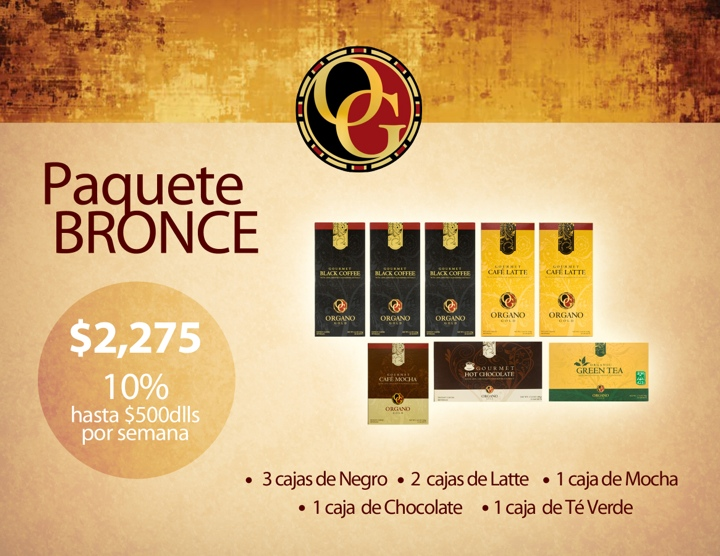 OG
Paquete
BRONCE
$2,275
10%
hasta $500dlls
por semana
GOURMET
BLACK COFFEE
ORGANO
GOLD
GOURMET
BLACK COFFEE
ORGANO
GOLD
GOURMET
BLACK COFFEE
ORGANO
GOLD
GOURMET
CAFÉ LATTE
ORGANO
GOLD
GOURMET
CAFÉ LATTE
ORGANO
GOLD
GOURMET
CAFÉ MOCHA
ORGANO
GOLD
GOURMET
HOT CHOCOLATE
ORGANO
ORGANIC
GREEN TEA
ORGANO
• 3 cajas de Negro • 2 cajas de Latte • 1 caja de Mocha
• 1 caja de Chocolate • 1 caja de Té Verde